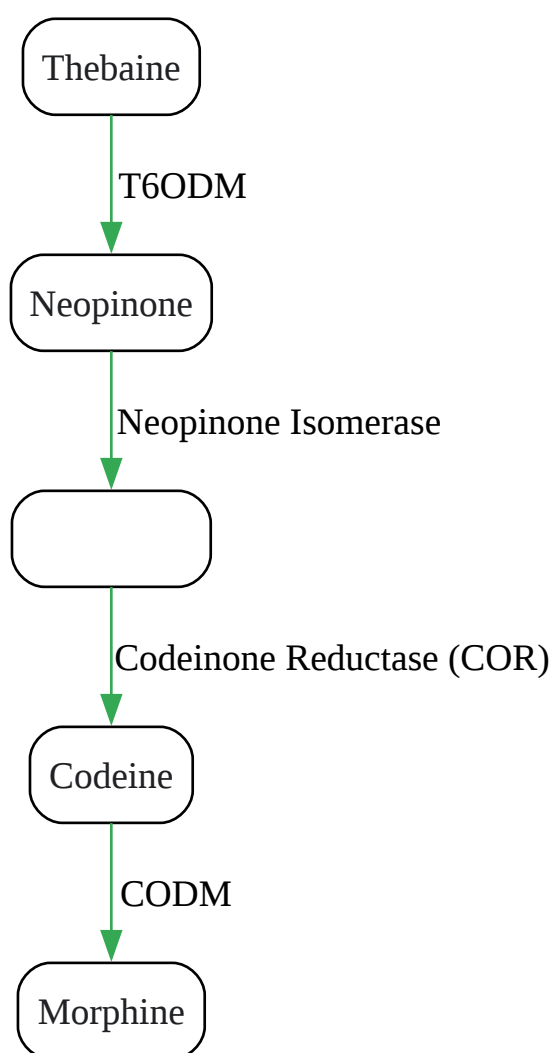 Thebaine
T6ODM
Neopinone
Neopinone Isomerase
Codeinone Reductase (COR)
Codeine
CODM
Morphine